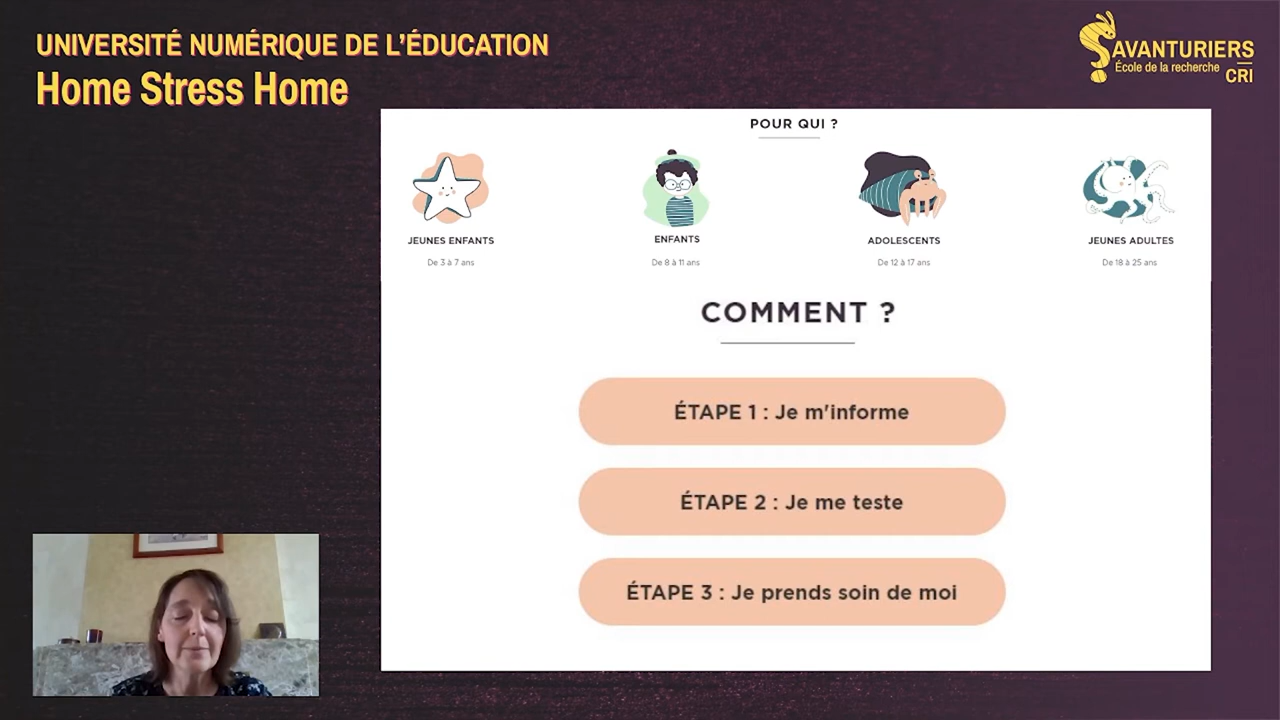 UNIVERSITÉ NUMÉRIQUE DE L'ÉDUCATION
Home Stress Home
SAVANTURIERS
École de la recherche
CRI
POUR QUI ?
JEUNES ENFANTS
De 3 à 7 ans
ENFANTS
De 8 à 11 ans
ADOLESCENTS
De 12 à 17 ans
JEUNES ADULTES
De 18 à 25 ans
COMMENT ?
ÉTAPE 1 : Je m'informe
ÉTAPE 2 : Je me teste
ÉTAPE 3 : Je prends soin de moi